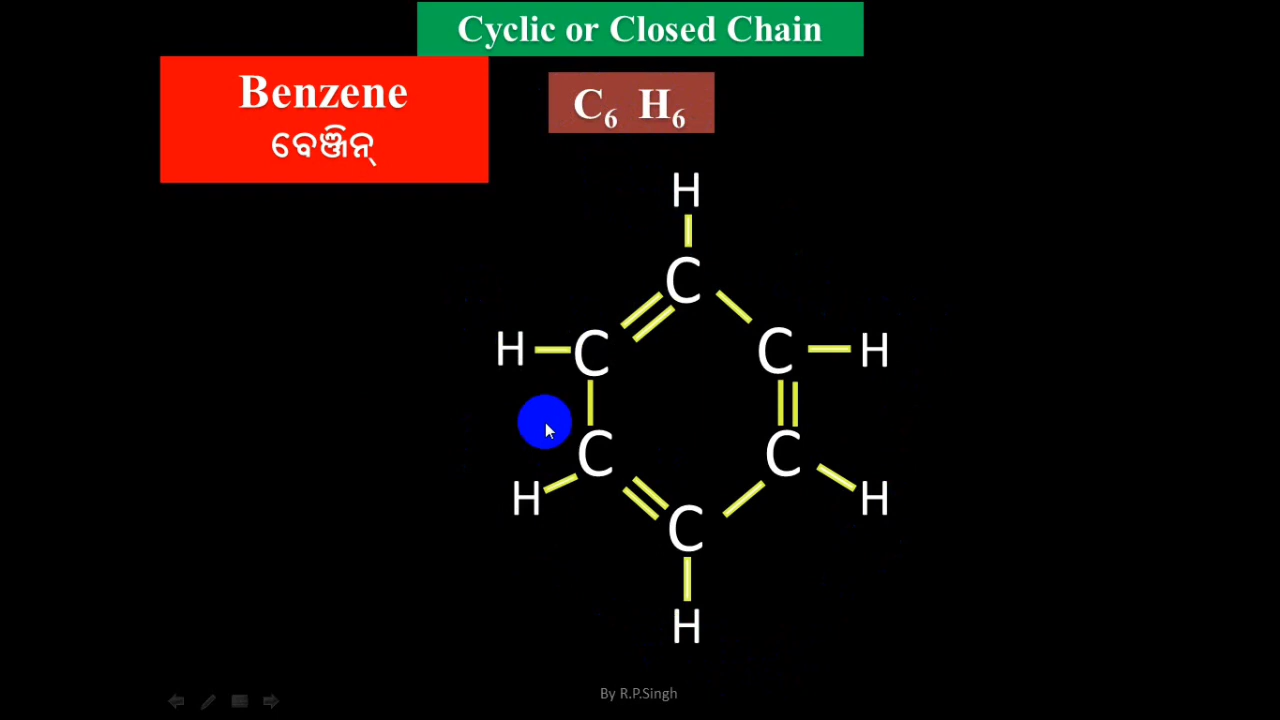 Cyclic or Closed Chain
Benzene
ବେଞ୍ଜିନ୍
C6 H6
H
C
H C C H
C C
H H
C
H
By R.P.Singh